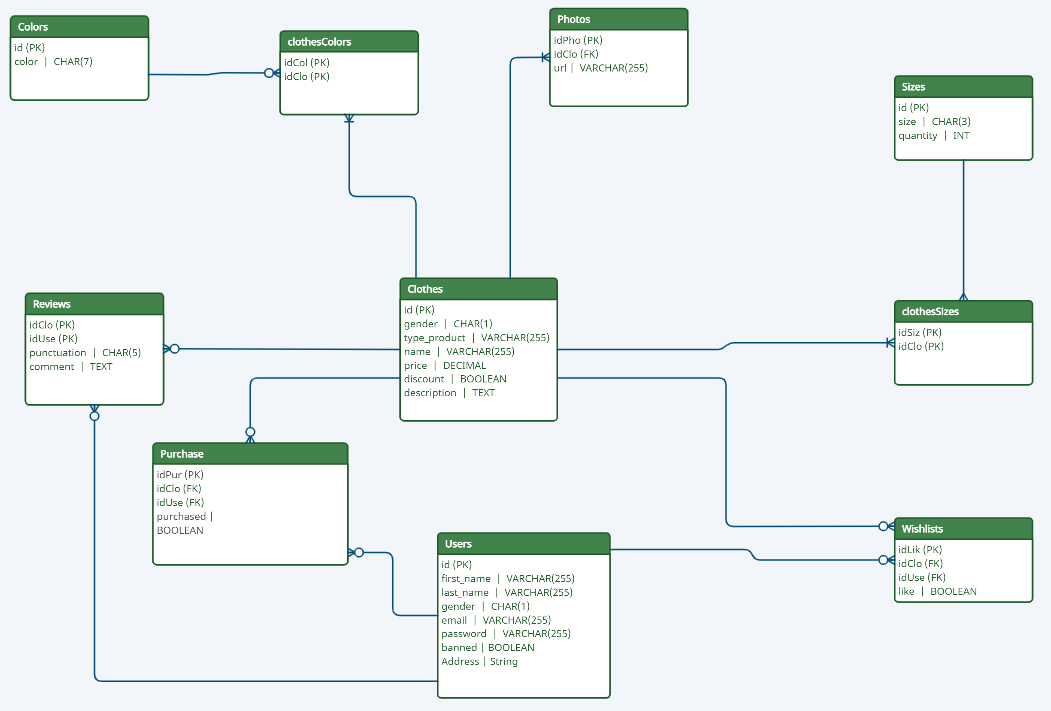 Colors
id (PK)
color | CHAR(7)
clothesColors
idCol (PK)
idClo (PK)
Photos
idPho (PK)
idClo (FK)
url | VARCHAR(255)
Sizes
id (PK)
size | CHAR(3)
quantity | INT
Reviews
idClo (PK)
idUse (PK)
punctuation | CHAR(5)
comment | TEXT
Clothes
id (PK)
gender | CHAR(1)
type_product | VARCHAR(255)
name | VARCHAR(255)
price | DECIMAL
discount | BOOLEAN
description | TEXT
clothesSizes
idSiz (PK)
idClo (PK)
Purchase
idPur (PK)
idClo (FK)
idUse (FK)
purchased |
BOOLEAN
Users
id (PK)
first_name | VARCHAR(255)
last_name | VARCHAR(255)
gender | CHAR(1)
email | VARCHAR(255)
password | VARCHAR(255)
banned | BOOLEAN
Address | String
Wishlists
idLik (PK)
idClo (FK)
idUse (FK)
like | BOOLEAN